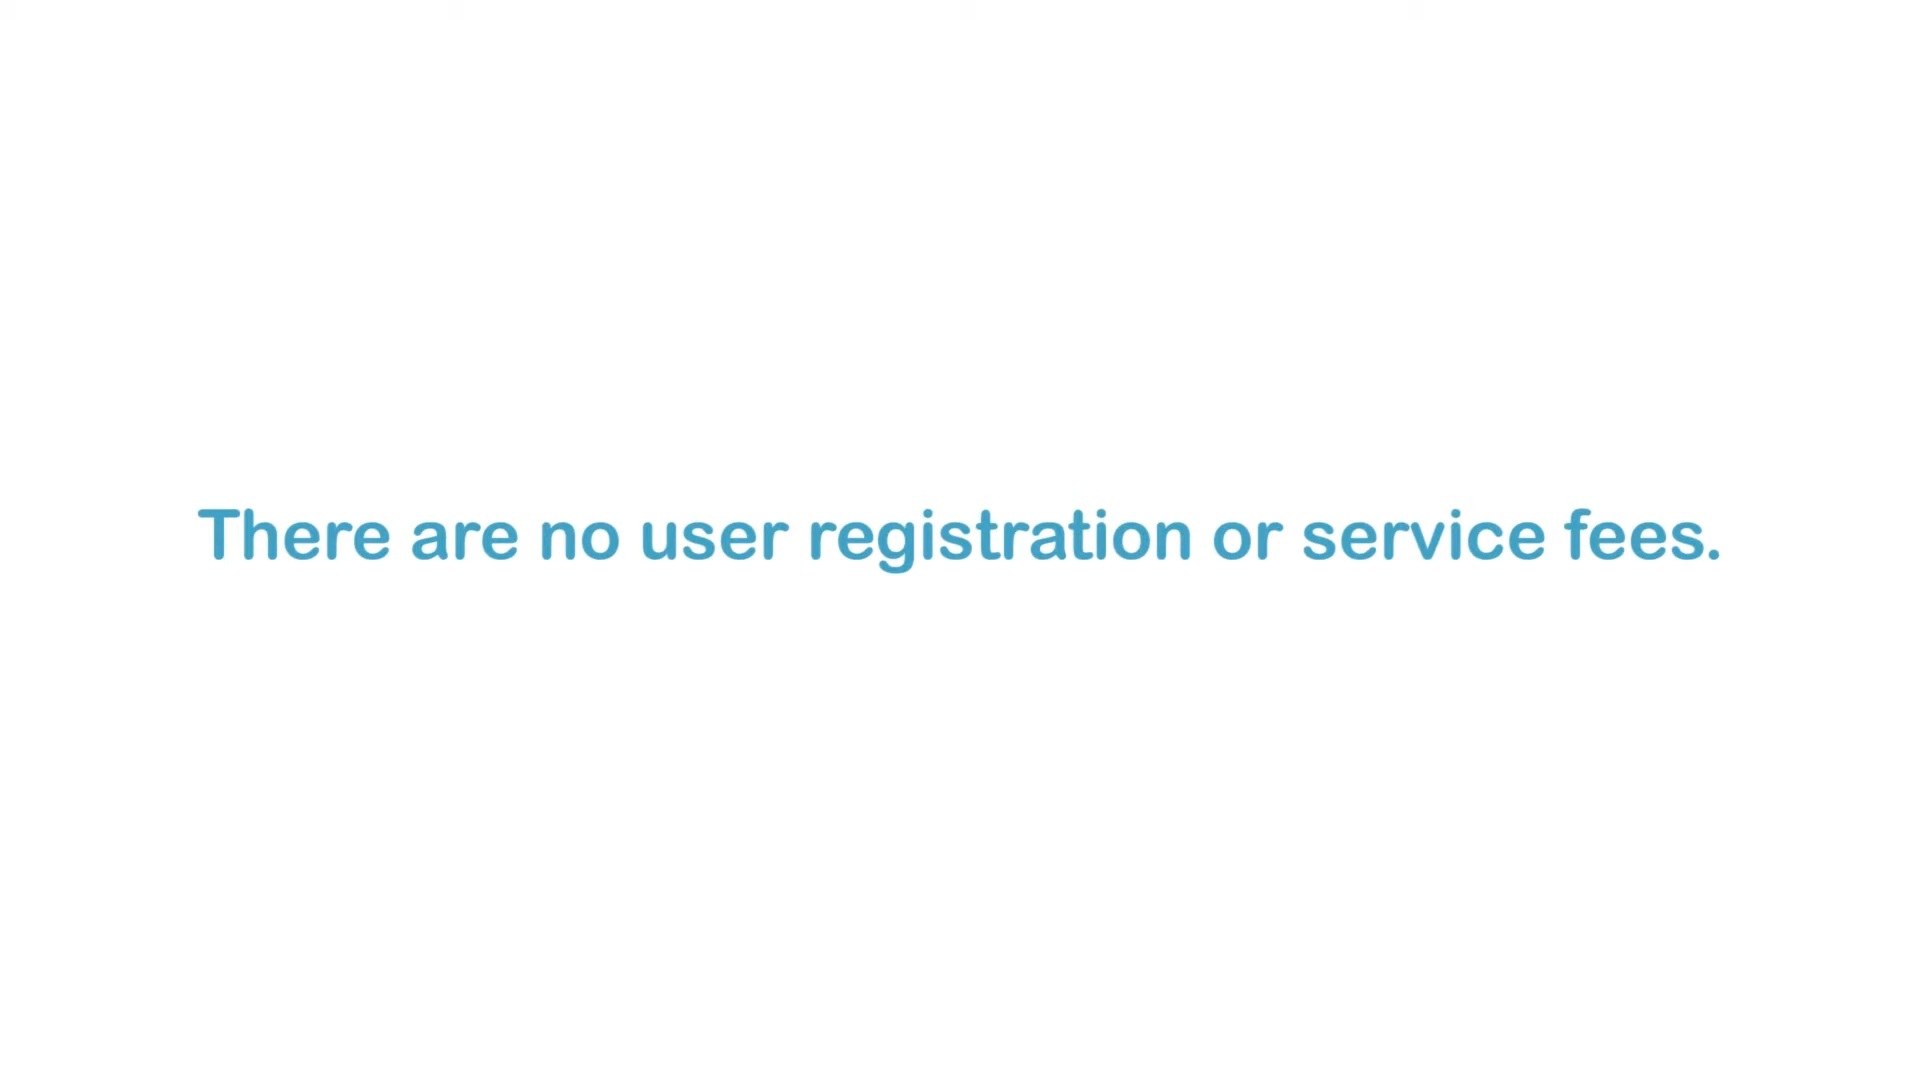 There are no user registration or service fees.